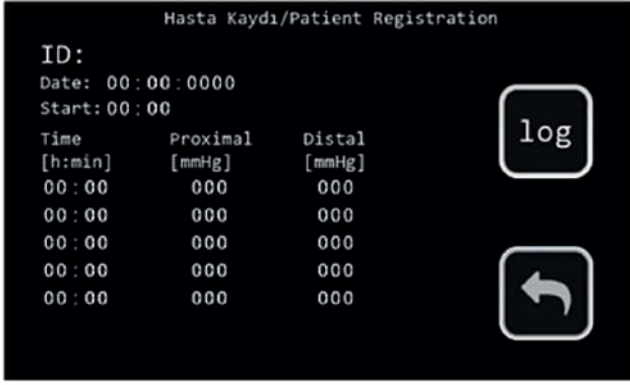 Hasta Kaydı/Patient Registration
ID:
Date: 00:00:0000
Start: 00:00
Time Proximal Distal
[h:min] [mmHg] [mmHg]
00:00 000 000
00:00 000 000
00:00 000 000
00:00 000 000
00:00 000 000
log